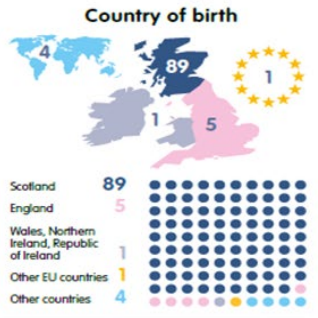 Country of birth
4
89
1
1
5
Scotland 89
England 5
Wales, Northern
Ireland, Republic
of Ireland 1
Other EU countries 1
Other countries 4